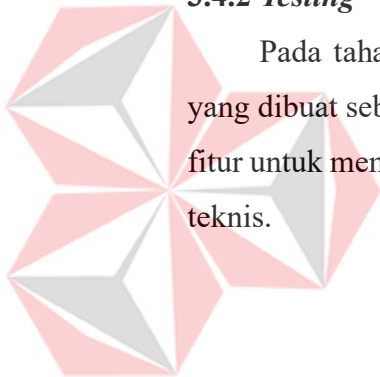 3.4.2 Testing
Pada taha
yang dibuat seb
fitur untuk men
teknis.